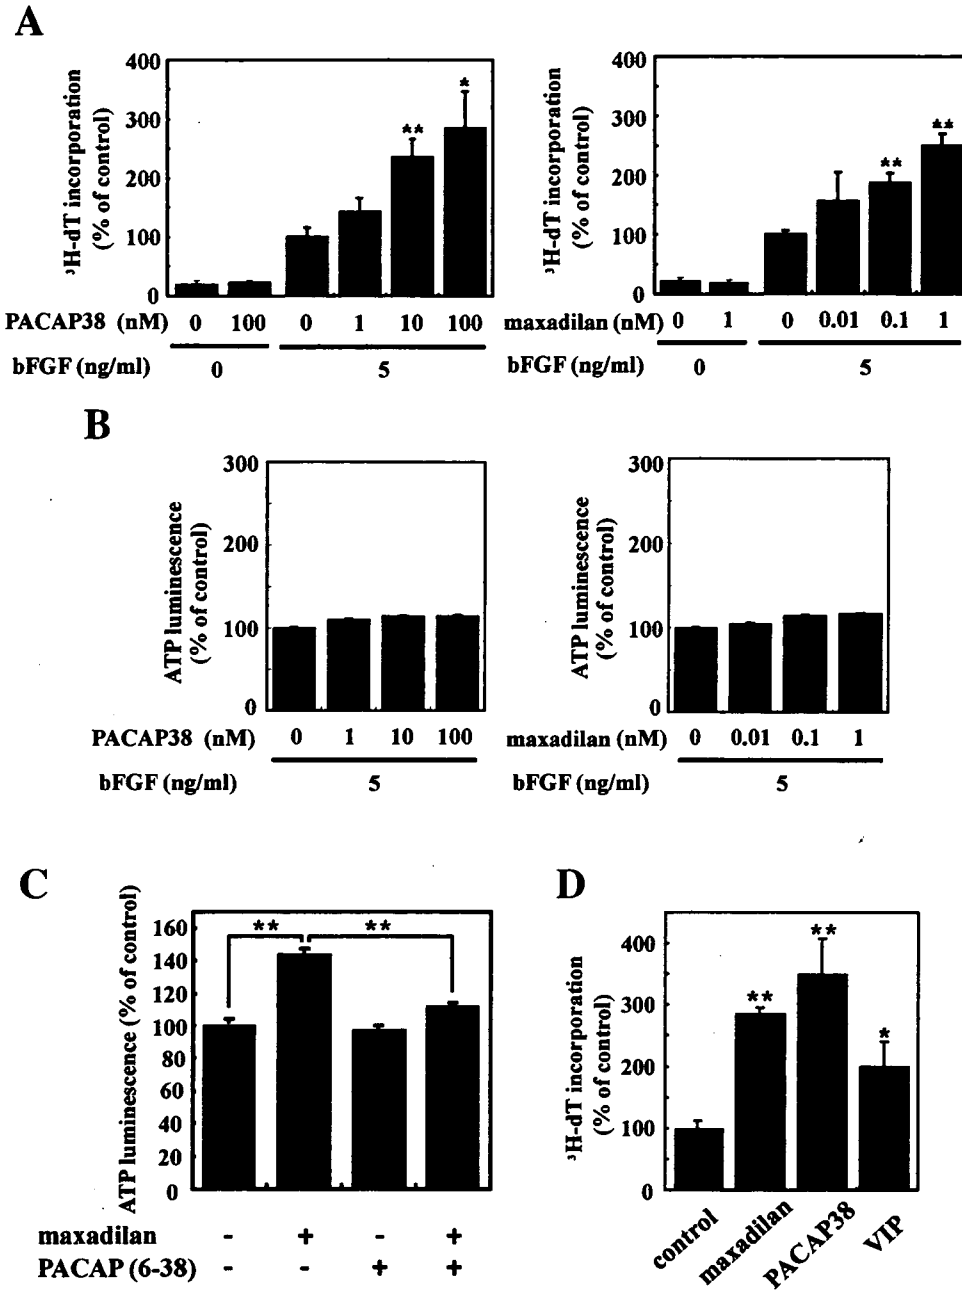 A
³H-dT incorporation
(% of control)
400
300
200
100
0
* *
*
PACAP38 (nM) 0 100 0 1 10 100
bFGF (ng/ml) 0 5
³H-dT incorporation
(% of control)
400
300
200
100
0
**
**
maxadilan (nM) 0 1 0 0.01 0.1 1
bFGF (ng/ml) 0 5
B
ATP luminescence
(% of control)
300
200
100
0
PACAP38 (nM) 0 1 10 100
bFGF (ng/ml) 5
ATP luminescence
(% of control)
300
200
100
0
maxadilan (nM) 0 0.01 0.1 1
bFGF (ng/ml) 5
C
ATP luminescence (% of control)
160
140
120
100
80
60
40
20
0
** **
maxadilan - + - +
PACAP (6-38) - - + +
D
³H-dT incorporation
(% of control)
400
300
200
100
0
**
**
*
control
maxadilan
PACAP38
VIP